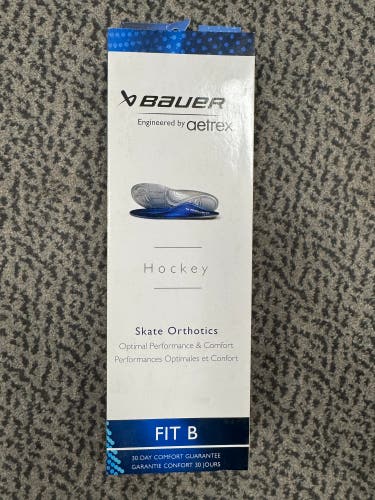 BAUER
Engineered by aetrex
Hockey
Skate Orthotics
Optimal Performance & Comfort
Performances Optimales et Confort
FIT B
30 DAY COMFORT GUARANTEE
GARANTIE CONFORT 30 JOURS